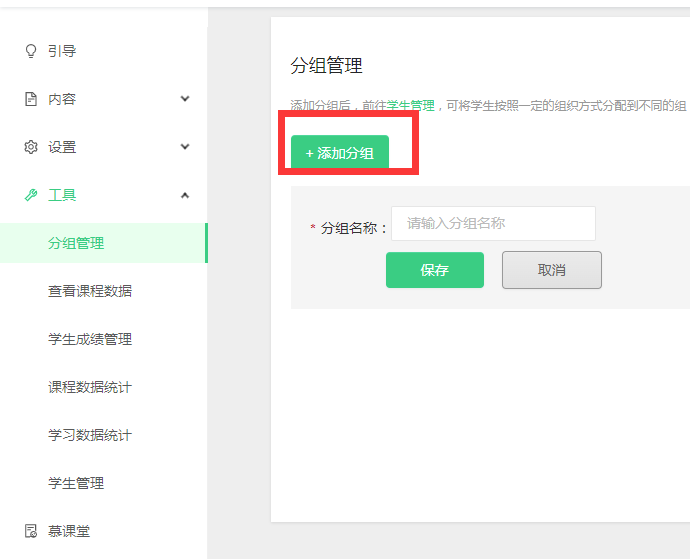 引导
内容
设置
工具
分组管理
查看课程数据
学生成绩管理
课程数据统计
学习数据统计
学生管理
慕课堂
分组管理
添加分组后，前往学生管理，可将学生按照一定的组织方式分配到不同的组
+ 添加分组
* 分组名称： 请输入分组名称
保存 取消